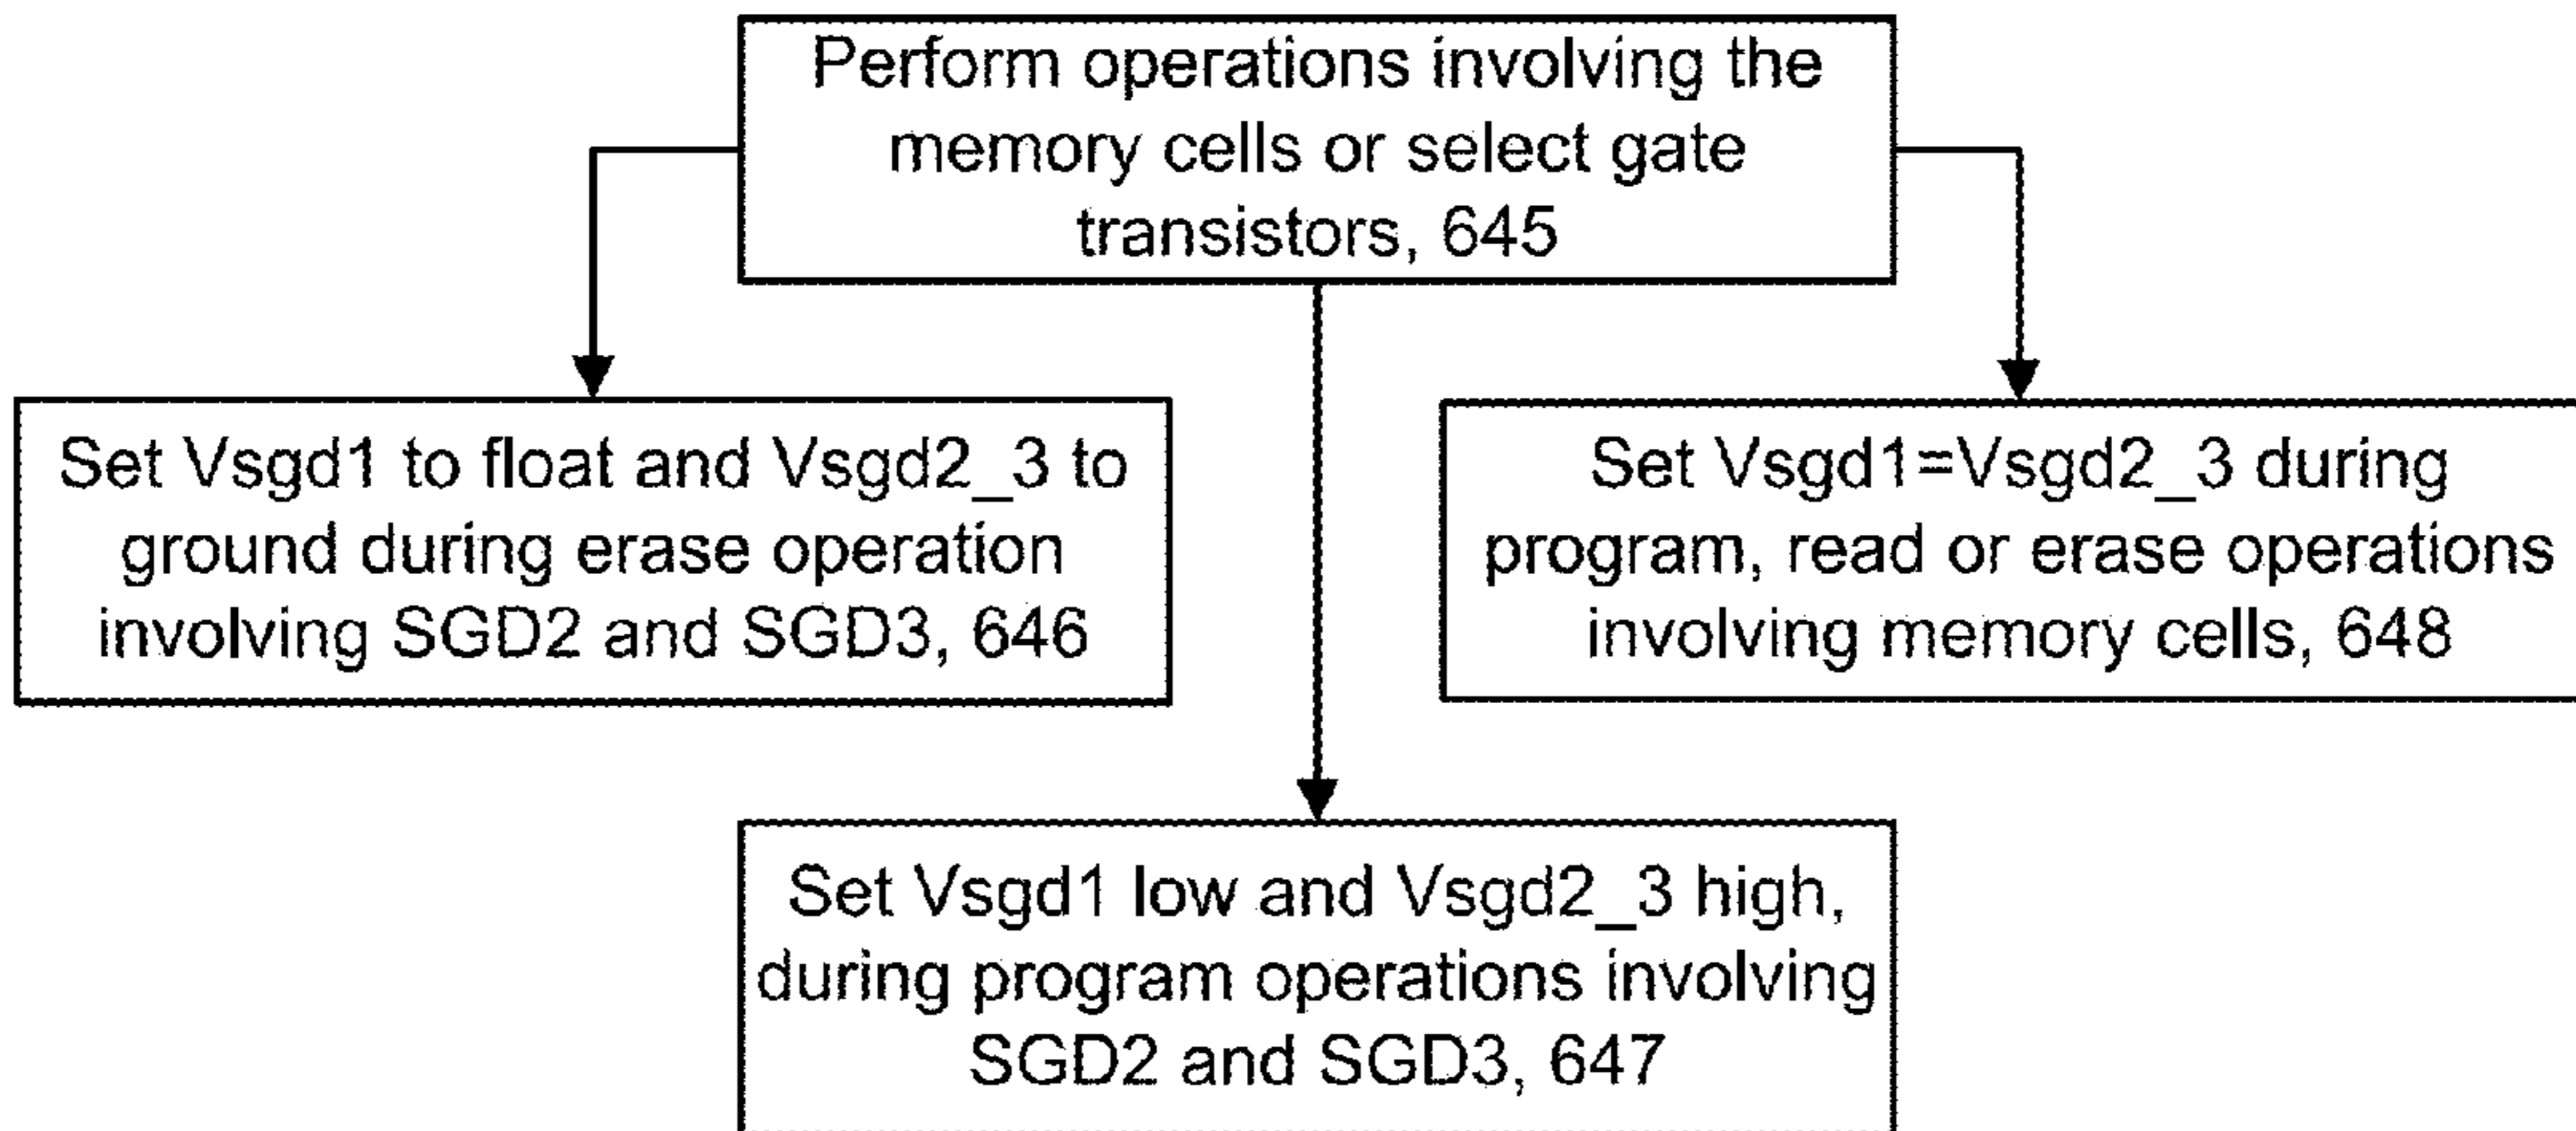 Perform operations involving the
memory cells or select gate
transistors, 645
Set Vsgd1 to float and Vsgd2_3 to
ground during erase operation
involving SGD2 and SGD3, 646
Set Vsgd1=Vsgd2_3 during
program, read or erase operations
involving memory cells, 648
Set Vsgd1 low and Vsgd2_3 high,
during program operations involving
SGD2 and SGD3, 647